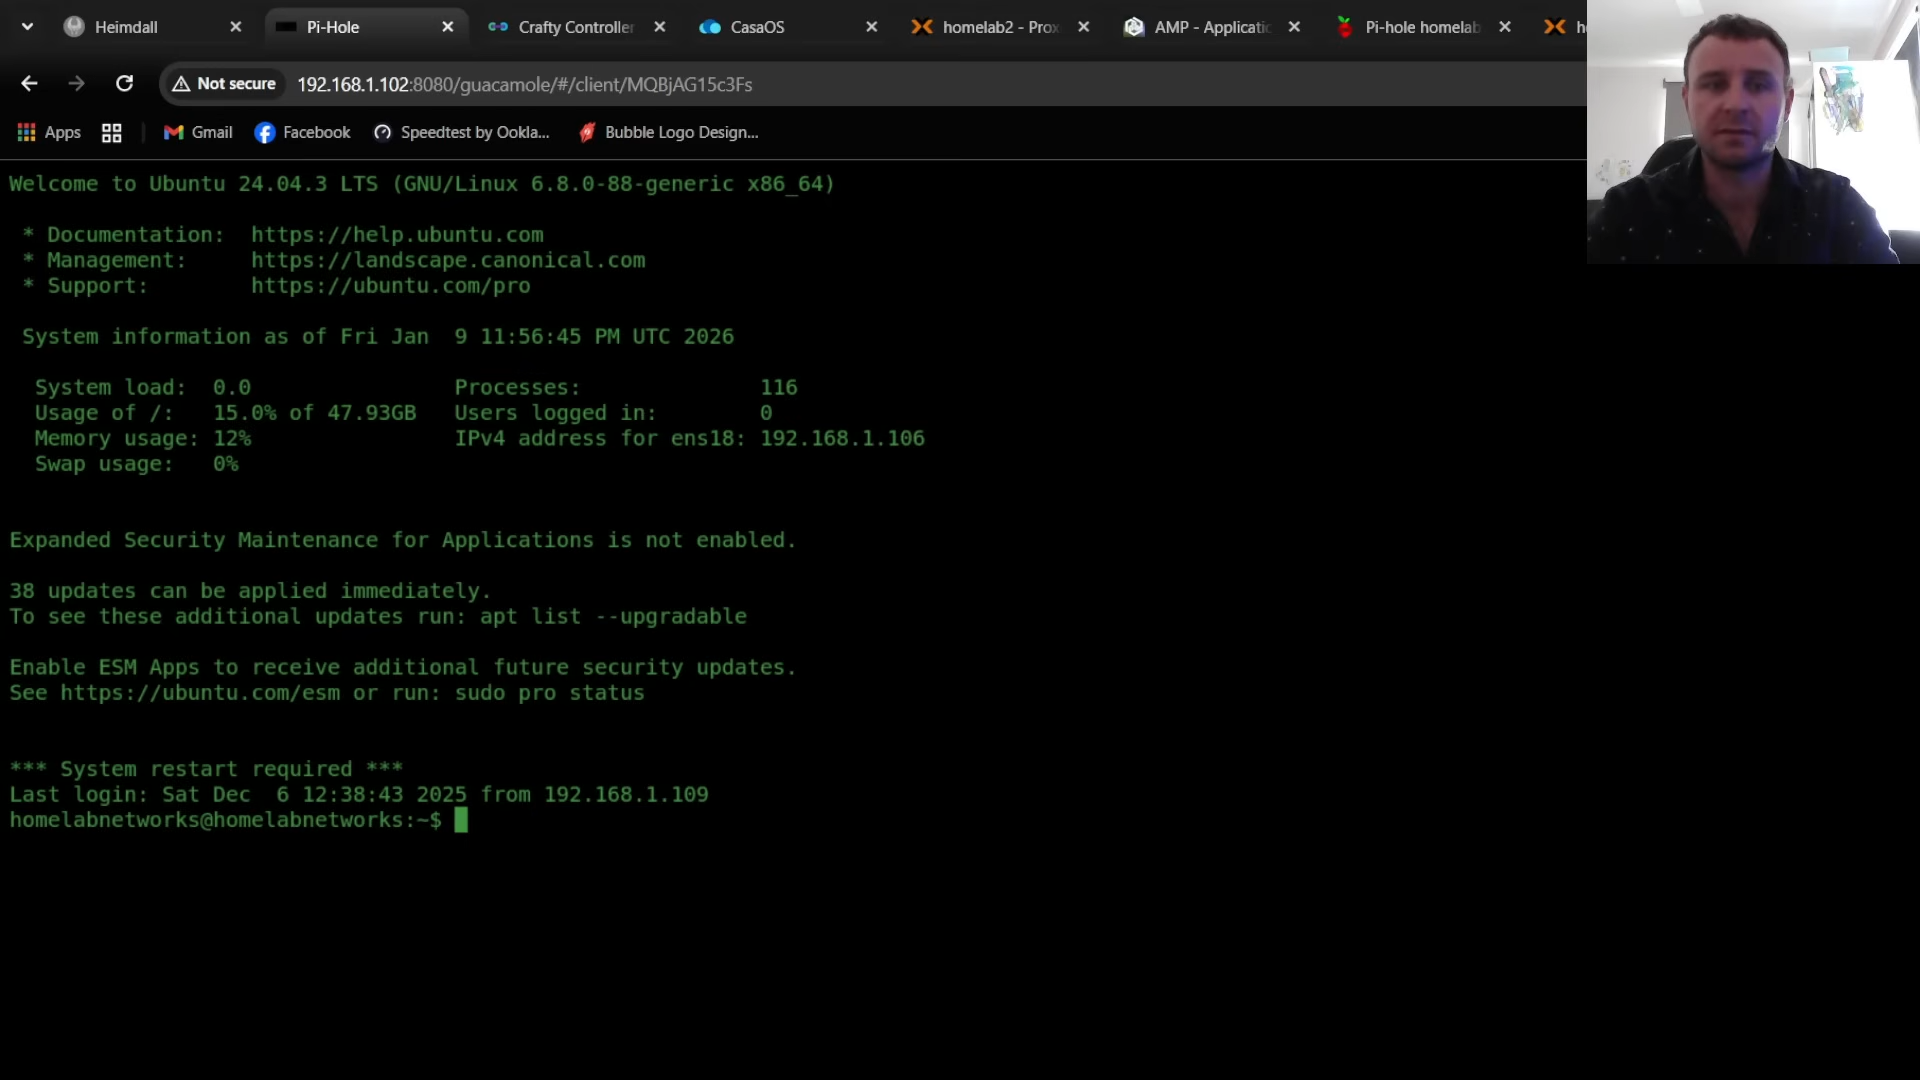 Heimdall
Pi-Hole
Crafty Controller
CasaOS
homelab2 - Prox
AMP - Applicatio
Pi-hole homelab
Not secure
192.168.1.102:8080/guacamole/#/client/MQBjAG15c3Fs
Apps
Gmail
Facebook
Speedtest by Ookla...
Bubble Logo Design...
Welcome to Ubuntu 24.04.3 LTS (GNU/Linux 6.8.0-88-generic x86_64)
* Documentation: https://help.ubuntu.com
* Management: https://landscape.canonical.com
* Support: https://ubuntu.com/pro
System information as of Fri Jan 9 11:56:45 PM UTC 2026
System load: 0.0 Processes: 116
Usage of /: 15.0% of 47.93GB Users logged in: 0
Memory usage: 12% IPv4 address for ens18: 192.168.1.106
Swap usage: 0%
Expanded Security Maintenance for Applications is not enabled.
38 updates can be applied immediately.
To see these additional updates run: apt list --upgradable
Enable ESM Apps to receive additional future security updates.
See https://ubuntu.com/esm or run: sudo pro status
*** System restart required ***
Last login: Sat Dec 6 12:38:43 2025 from 192.168.1.109
homelabnetworks@homelabnetworks:~$